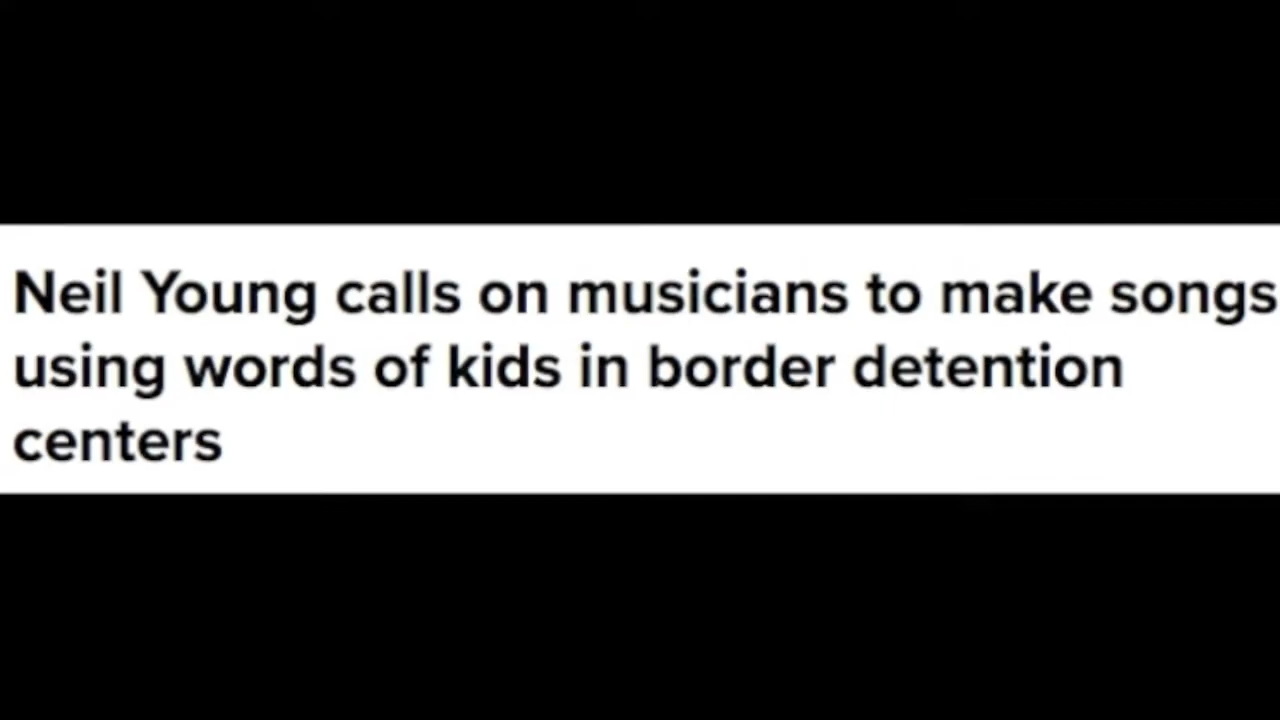 Neil Young calls on musicians to make songs
using words of kids in border detention
centers